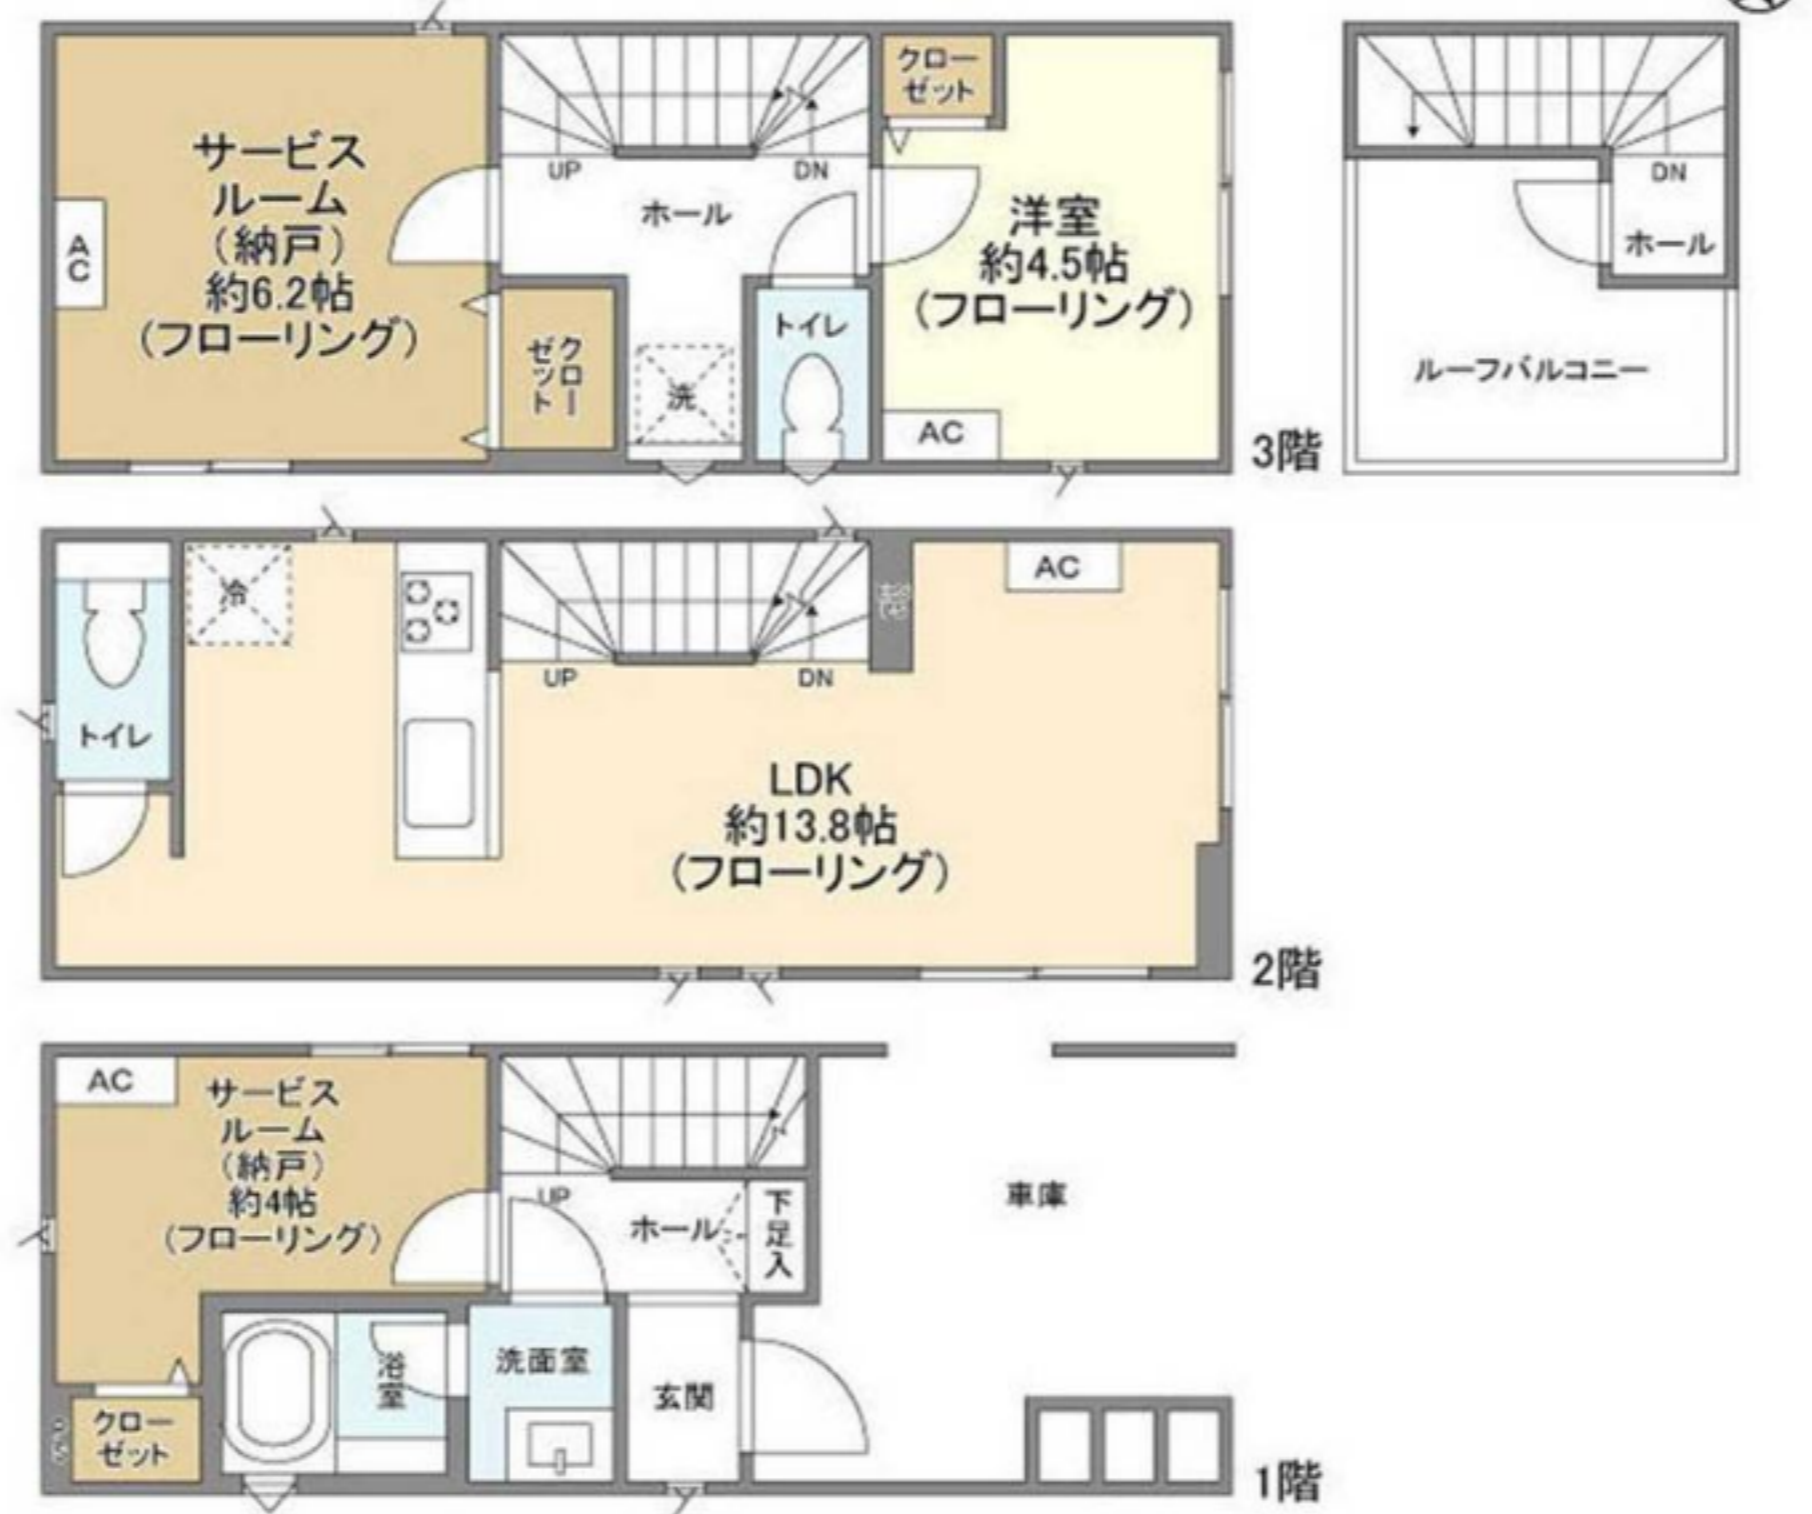 サービス
ルーム
(納戸)
約6.2帖
(フローリング)
AC
UP
DN
ホール
クロー
ゼット
洗
トイレ
クロー
ゼット
洋室
約4.5帖
(フローリング)
AC
3階
DN
ホール
ルーフバルコニー
トイレ
冷
UP
DN
AC
LDK
約13.8帖
(フローリング)
2階
AC
サービス
ルーム
(納戸)
約4帖
(フローリング)
クロー
ゼット
浴室
洗面室
UP
ホール
下足入
玄関
車庫
1階